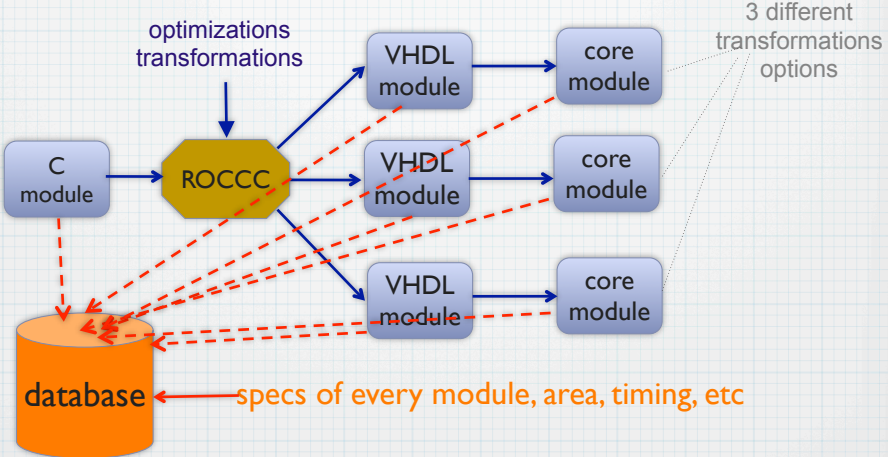 optimizations
transformations
3 different
transformations
options
VHDL
module
core
module
C
module
ROCCC
VHDL
module
core
module
VHDL
module
core
module
database
specs of every module, area, timing, etc